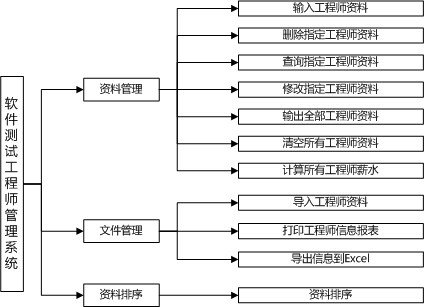 软件测试工程师管理系统
资料管理
输入工程师资料
删除指定工程师资料
查询指定工程师资料
修改指定工程师资料
输出全部工程师资料
清空所有工程师资料
计算所有工程师薪水
文件管理
导入工程师资料
打印工程师信息报表
导出信息到Excel
资料排序
资料排序